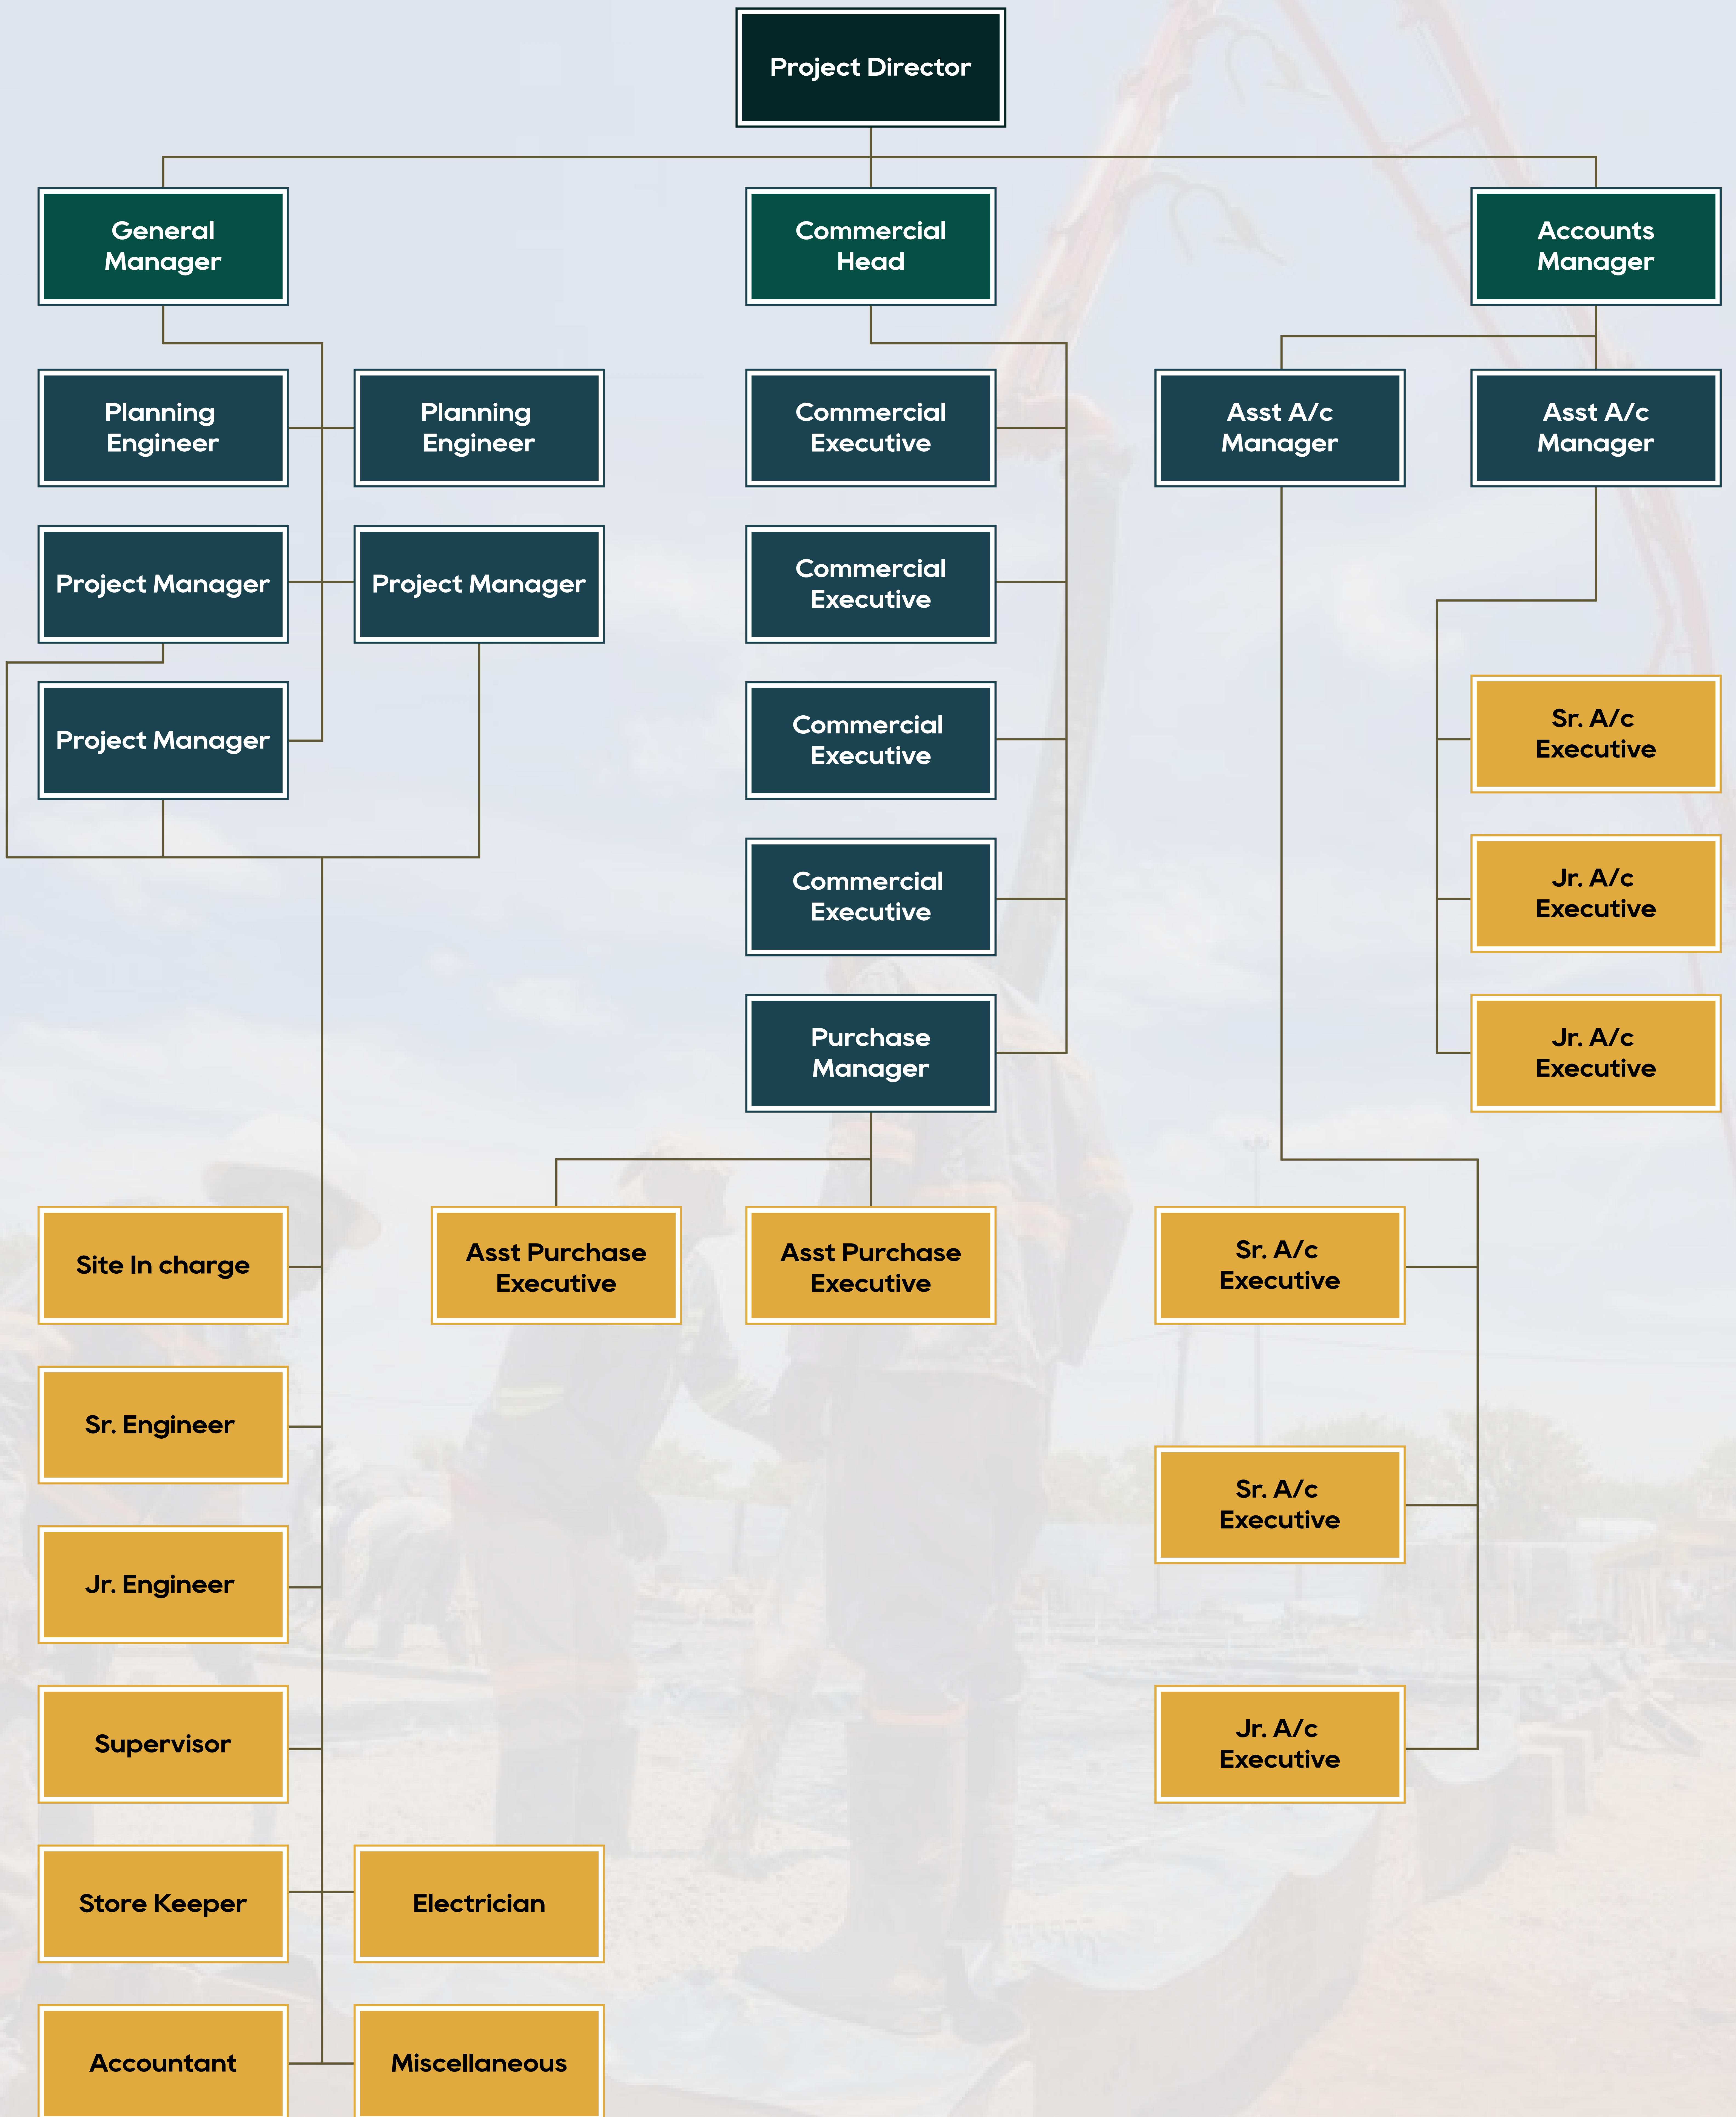 Project Director
General
Manager
Commercial
Head
Accounts
Manager
Planning
Engineer
Planning
Engineer
Commercial
Executive
Asst A/c
Manager
Asst A/c
Manager
Project Manager
Project Manager
Commercial
Executive
Project Manager
Commercial
Executive
Sr. A/c
Executive
Commercial
Executive
Jr. A/c
Executive
Purchase
Manager
Jr. A/c
Executive
Site In charge
Asst Purchase
Executive
Asst Purchase
Executive
Sr. A/c
Executive
Sr. Engineer
Sr. A/c
Executive
Jr. Engineer
Supervisor
Jr. A/c
Executive
Store Keeper
Electrician
Accountant
Miscellaneous